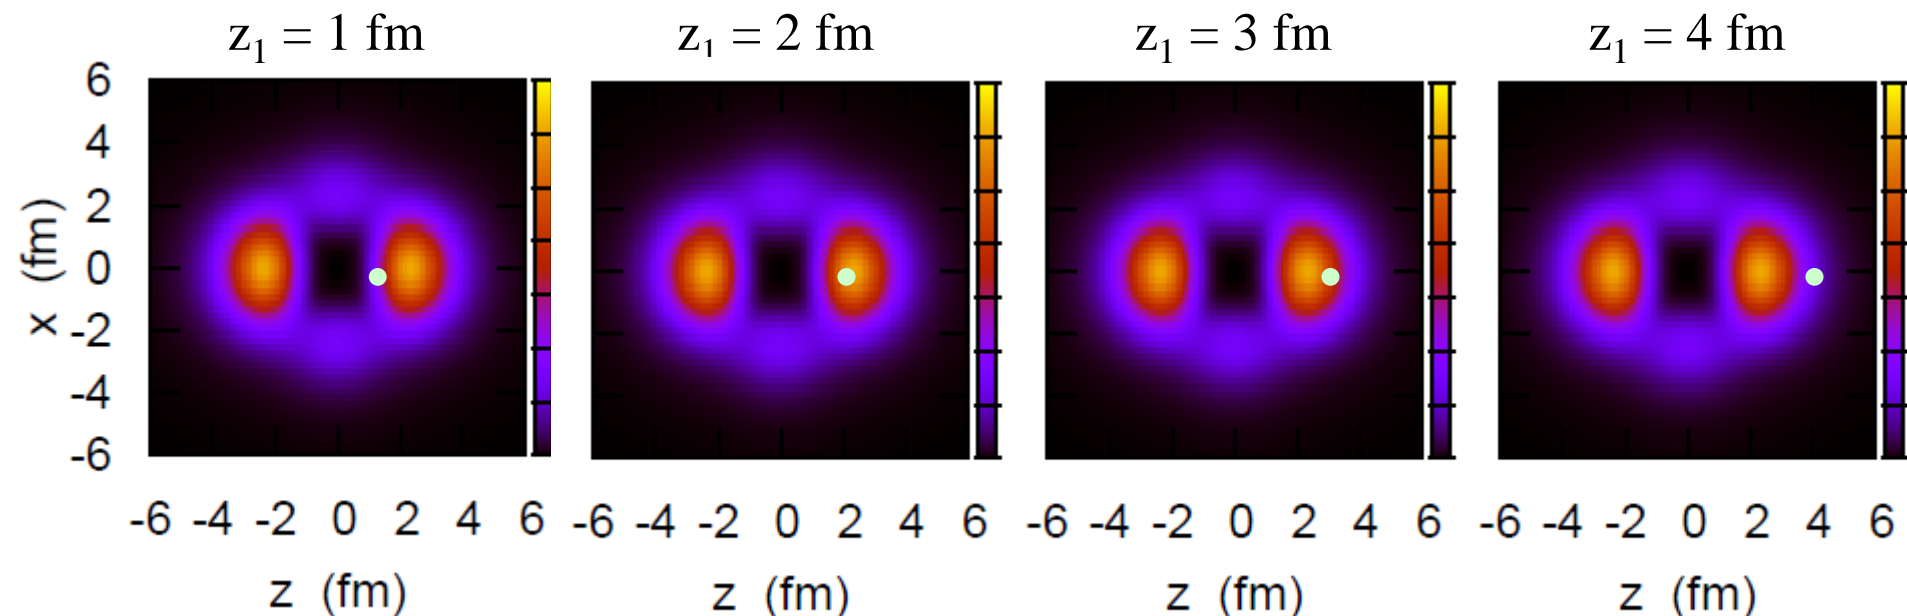 z₁ = 1 fm
z₁ = 2 fm
z₁ = 3 fm
z₁ = 4 fm
x (fm)
6
4
2
0
-2
-4
-6
-6 -4 -2 0 2 4 6
-6 -4 -2 0 2 4 6
-6 -4 -2 0 2 4 6
-6 -4 -2 0 2 4 6
z (fm)
z (fm)
z (fm)
z (fm)